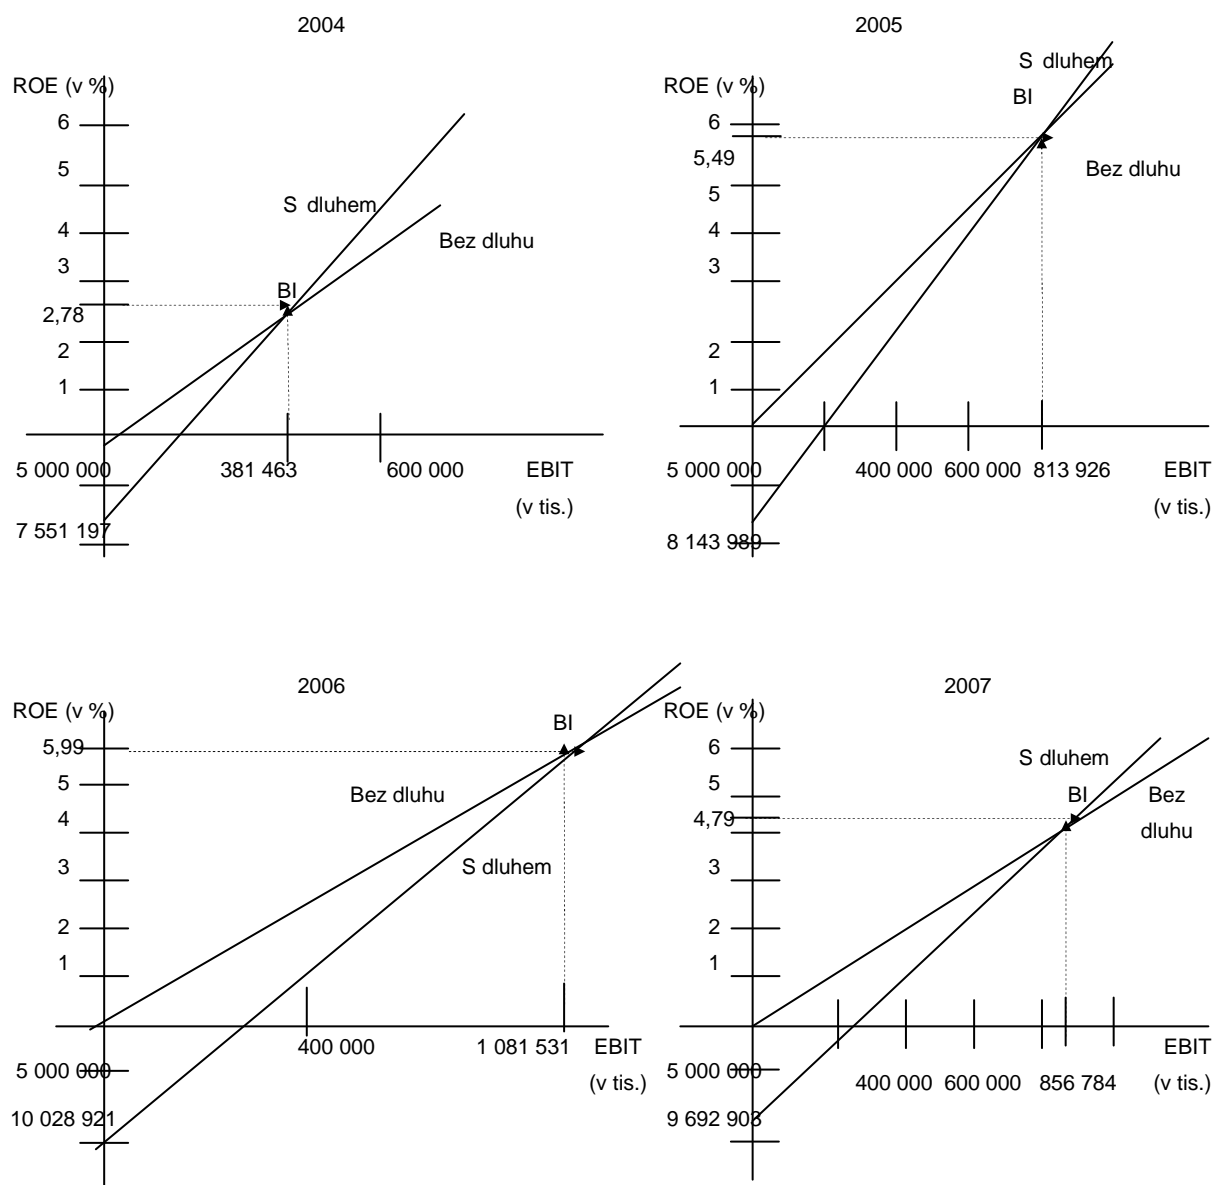 2004
ROE (v %)
6
5
S dluhem
4
Bez dluhu
3
BI
2,78
2
1
5 000 000
381 463
600 000
EBIT
(v tis.)
7 551 197
2005
S dluhem
ROE (v %)
BI
6
5,49
Bez dluhu
5
4
3
2
1
5 000 000
400 000
600 000
813 926
EBIT
(v tis.)
8 143 989
2006
ROE (v %)
BI
5,99
5
Bez dluhu
4
S dluhem
3
2
1
400 000
1 081 531
EBIT
5 000 000
(v tis.)
10 028 921
2007
ROE (v %)
6
S dluhem
5
BI
Bez
4,79
dluhu
3
2
1
EBIT
5 000 000
400 000
600 000
856 784
(v tis.)
9 692 903